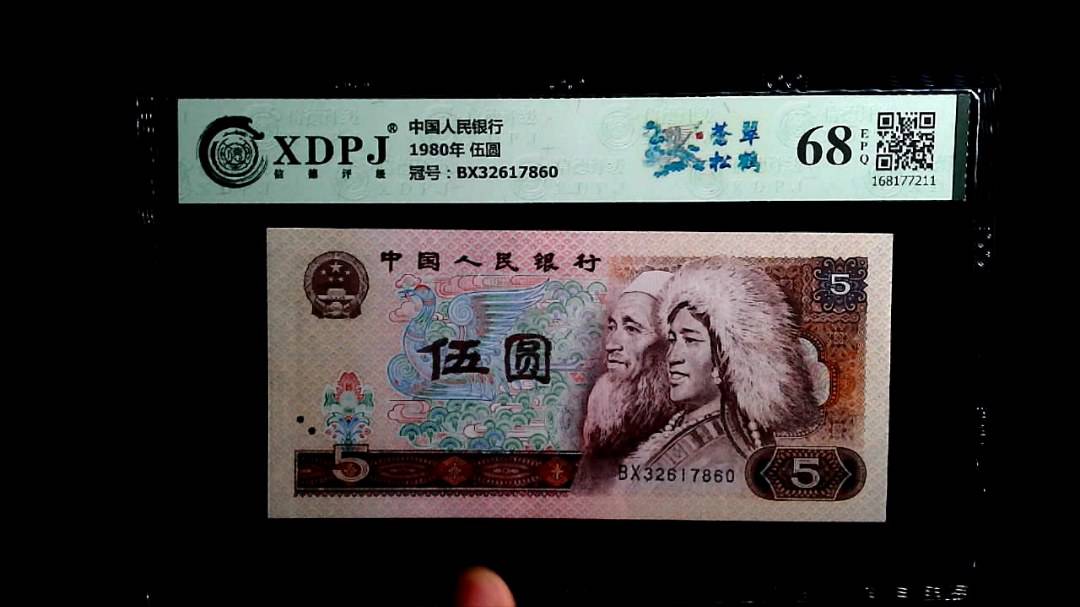 XDPJ®
信德评级
中国人民银行
1980年 伍圆
冠号：BX32617860
苍松
翠鹤
68
EPQ
168177211
中国人民银行
5
伍圆
5
BX32617860
5